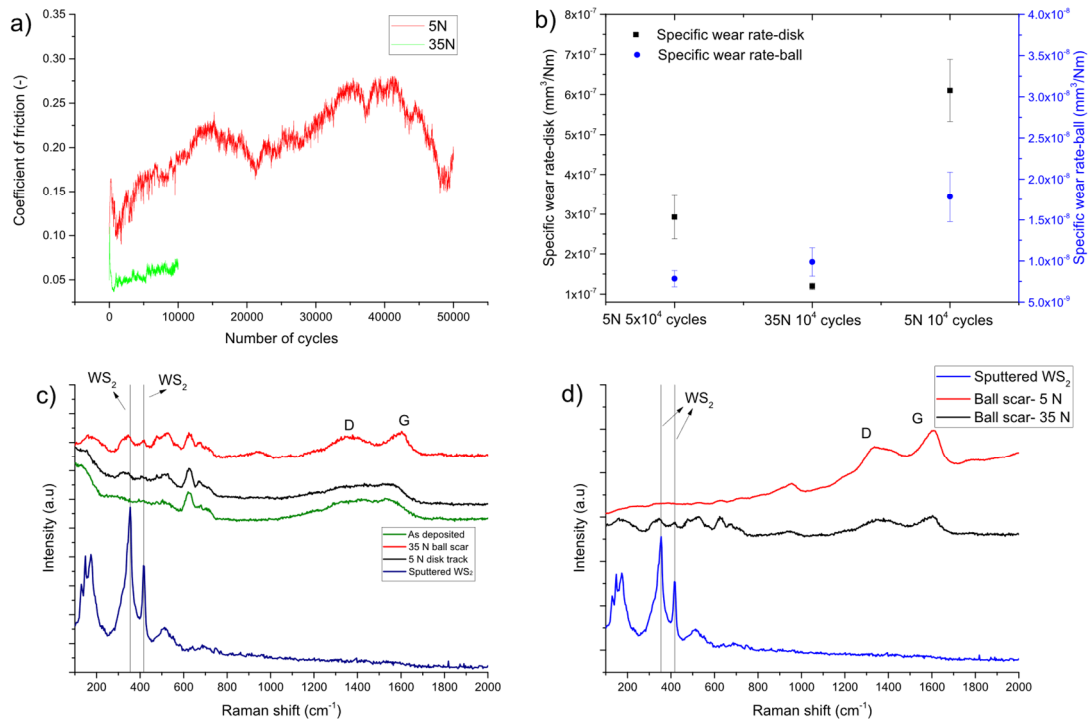 a)
5N
35N
0.35
0.30
0.25
0.20
0.15
0.10
0.05
Coefficient of friction (-)
0
10000
20000
30000
40000
50000
Number of cycles
b)
Specific wear rate-disk
Specific wear rate-ball
8x10⁻⁷
7x10⁻⁷
6x10⁻⁷
5x10⁻⁷
4x10⁻⁷
3x10⁻⁷
2x10⁻⁷
1x10⁻⁷
Specific wear rate-disk (mm³/Nm)
4.0x10⁻⁸
3.5x10⁻⁸
3.0x10⁻⁸
2.5x10⁻⁸
2.0x10⁻⁸
1.5x10⁻⁸
1.0x10⁻⁸
5.0x10⁻⁹
Specific wear rate-ball (mm³/Nm)
5N 5x10⁴ cycles
35N 10⁴ cycles
5N 10⁴ cycles
c)
WS₂
WS₂
D
G
As deposited
35 N ball scar
5 N disk track
Sputtered WS₂
Intensity (a.u)
200
400
600
800
1000
1200
1400
1600
1800
2000
Raman shift (cm⁻¹)
d)
Sputtered WS₂
Ball scar- 5 N
Ball scar- 35 N
WS₂
D
G
Intensity (a.u)
200
400
600
800
1000
1200
1400
1600
1800
2000
Raman shift (cm⁻¹)